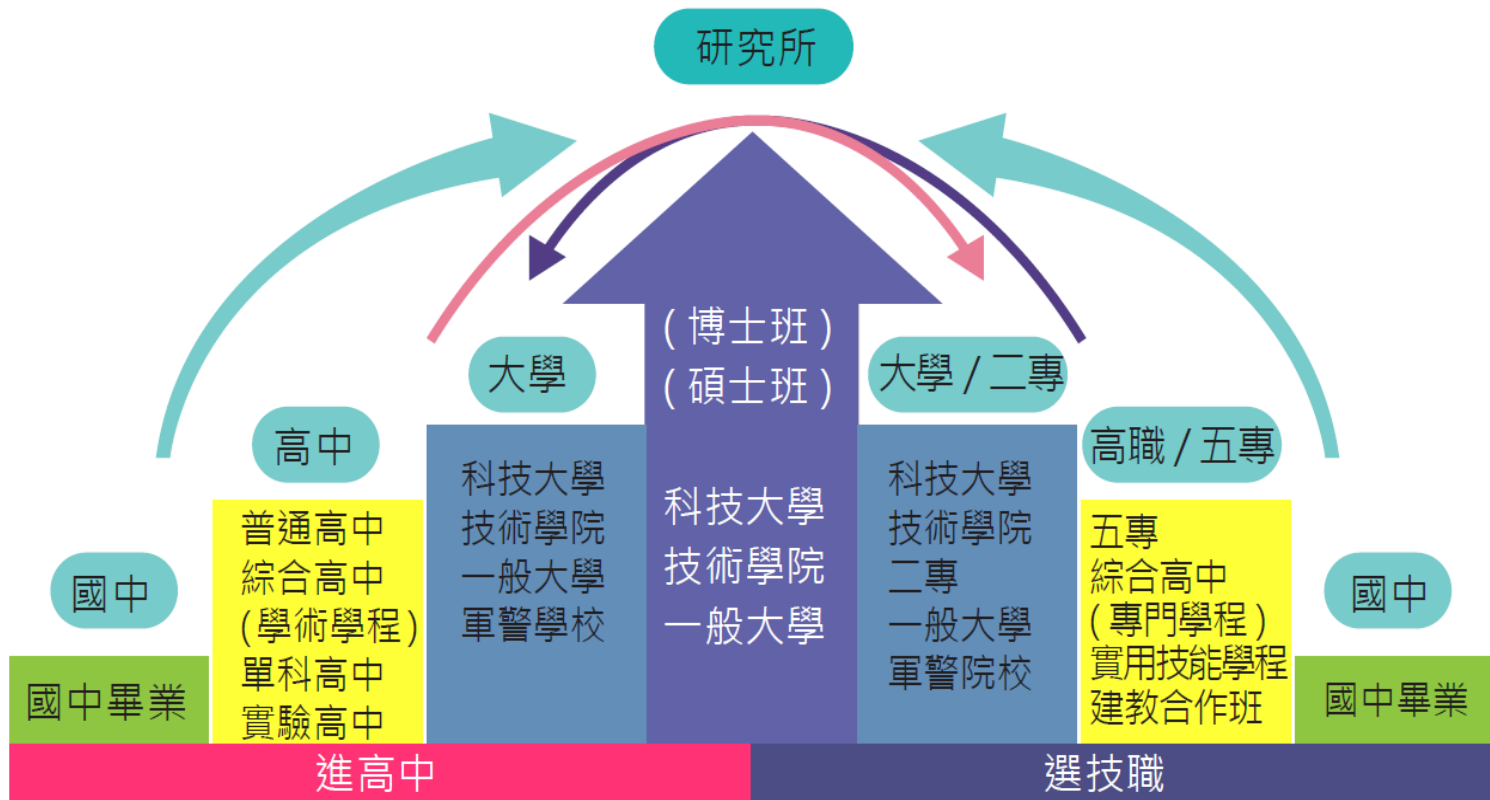 研究所
國中
國中畢業
高中
普通高中
綜合高中
(學術學程)
單科高中
實驗高中
大學
科技大學
技術學院
一般大學
軍警學校
(博士班)
(碩士班)
科技大學
技術學院
一般大學
大學/二專
科技大學
技術學院
二專
一般大學
軍警院校
高職/五專
五專
綜合高中
(專門學程)
實用技能學程
建教合作班
國中
國中畢業
進高中
選技職